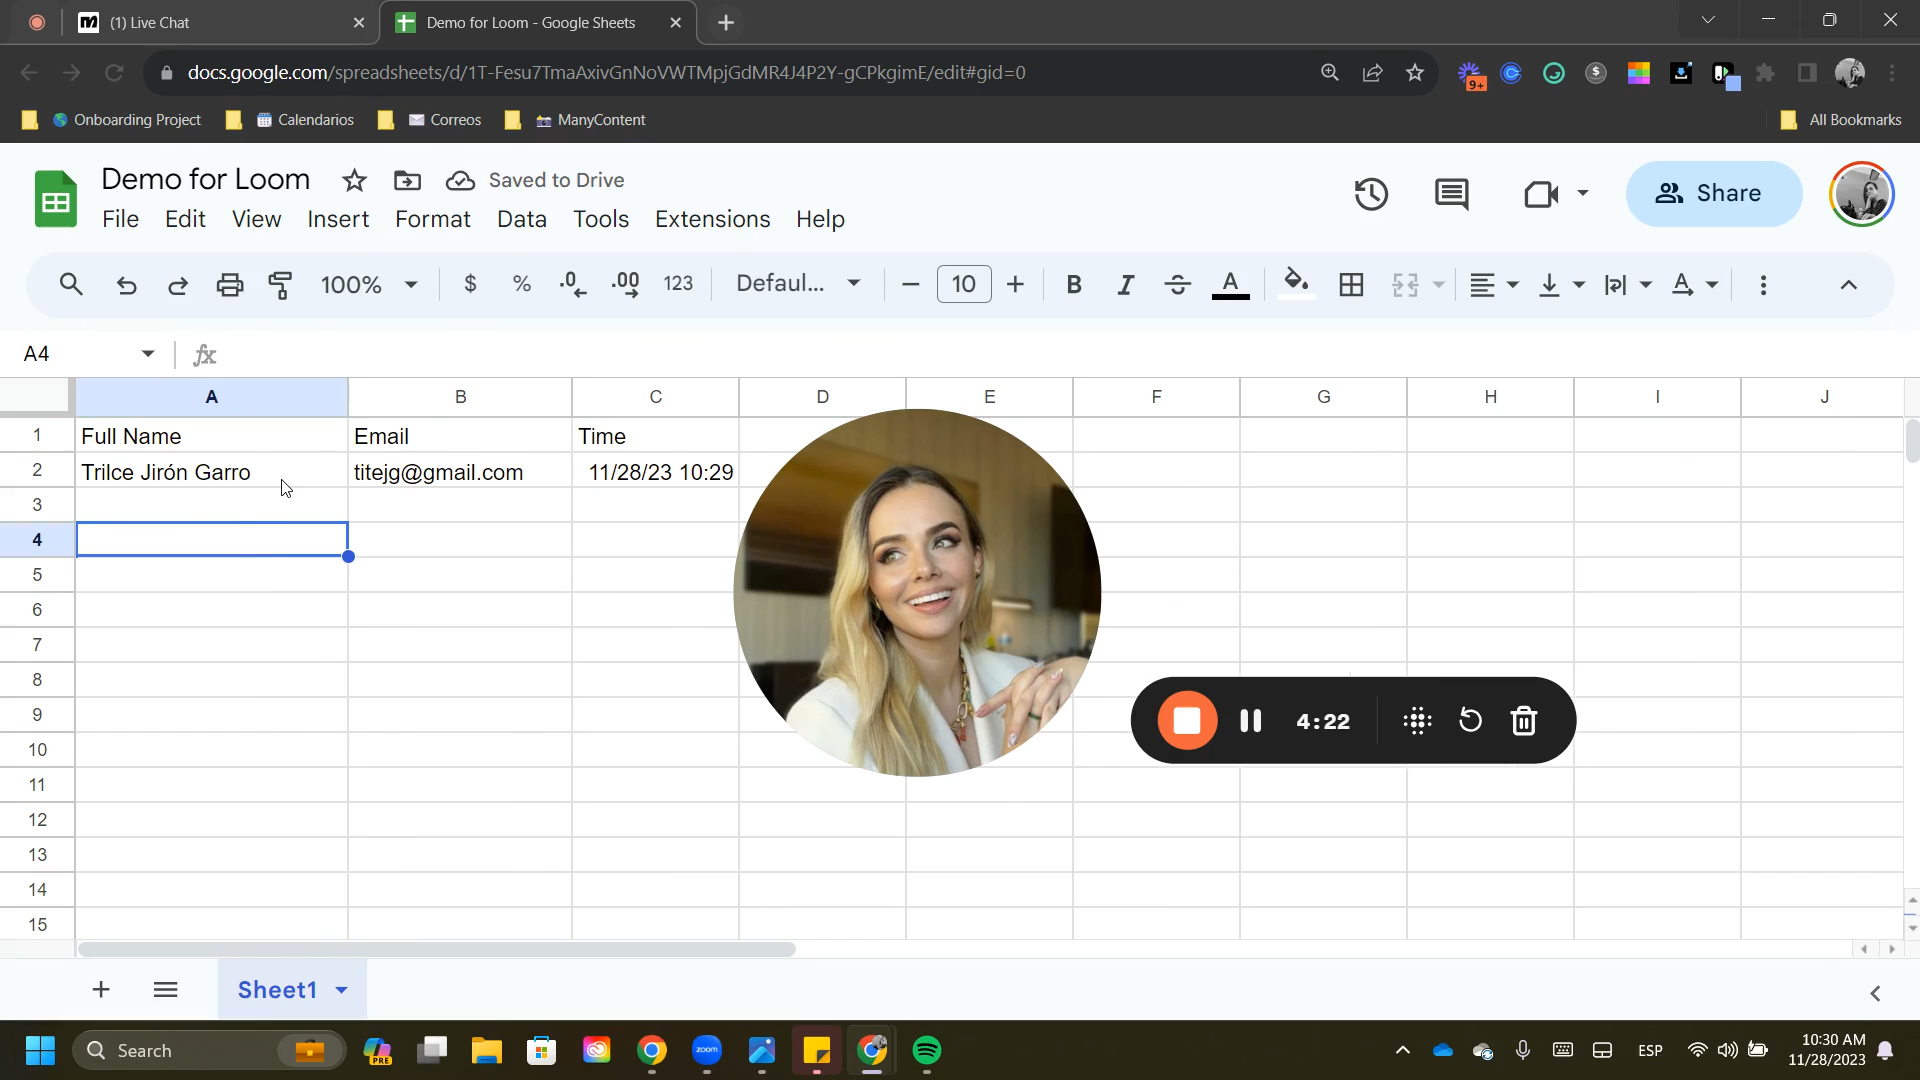 (1) Live Chat
Demo for Loom - Google Sheets
docs.google.com/spreadsheets/d/1T-Fesu7TmaAxivGnNoVWTMpjGdMR4J4P2Y-gCPkgimE/edit#gid=0
9+
Onboarding Project
Calendarios
Correos
ManyContent
All Bookmarks
Demo for Loom
Saved to Drive
File Edit View Insert Format Data Tools Extensions Help
Share
100% $ % .0 .00 123 Defaul... 10 B I S A
A4 fx
A B C D E F G H I J
1 Full Name Email Time
2 Trilce Jirón Garro titejg@gmail.com 11/28/23 10:29
3
4
5
6
7
8
9
4:22
10
11
12
13
14
15
Sheet1
Search
PRE
zoom
ESP
10:30 AM
11/28/2023